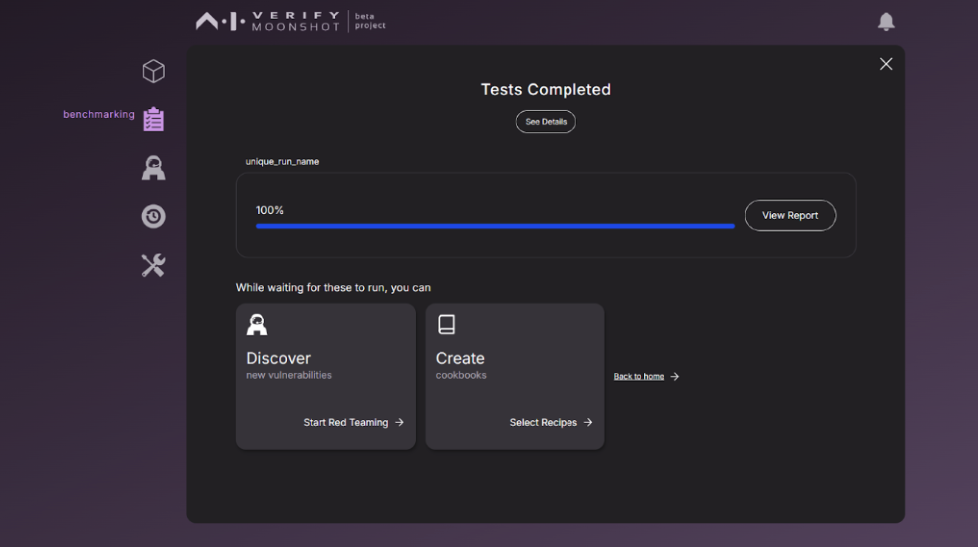 A.I. VERIFY
MOONSHOT
beta
project
benchmarking
Tests Completed
See Details
unique_run_name
100%
View Report
While waiting for these to run, you can
Discover
new vulnerabilities
Start Red Teaming
Create
cookbooks
Select Recipes
Back to home